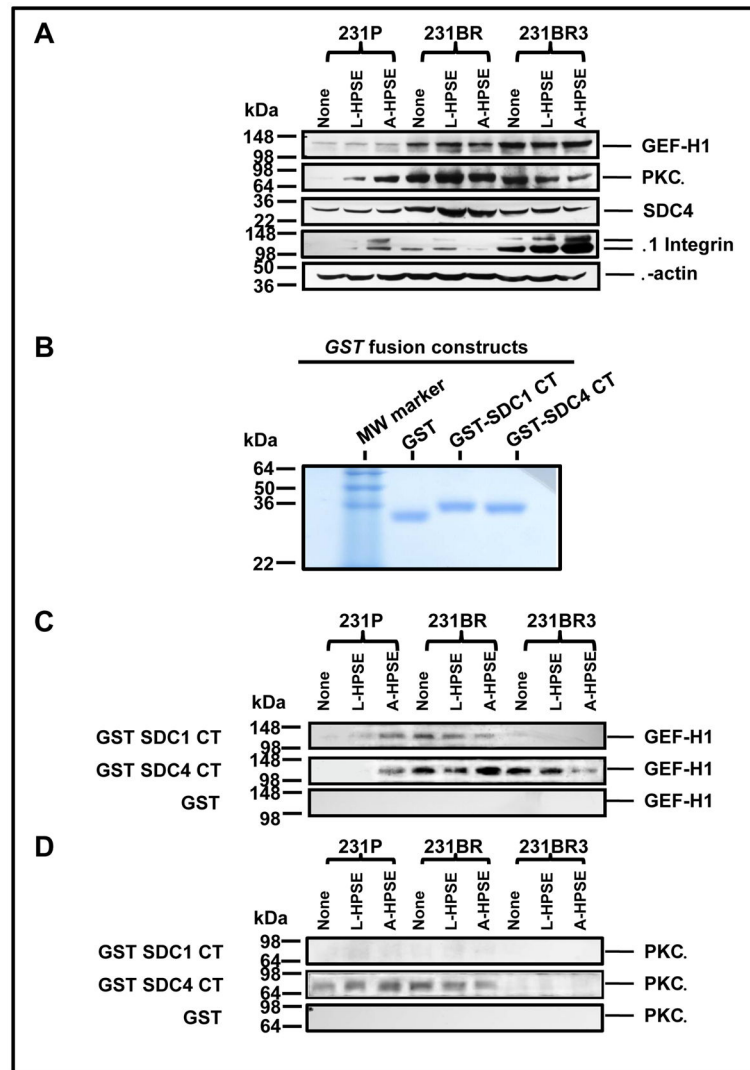 A
231P 231BR 231BR3
None L-HPSE A-HPSE None L-HPSE A-HPSE None L-HPSE A-HPSE
kDa
148
98
GEF-H1
98
64
PKC.
36
22
SDC4
148
98
.1 Integrin
50
36
.-actin
B
GST fusion constructs
MW marker GST GST-SDC1 CT GST-SDC4 CT
kDa
64
50
36
22
C
231P 231BR 231BR3
None L-HPSE A-HPSE None L-HPSE A-HPSE None L-HPSE A-HPSE
kDa
GST SDC1 CT 148 GEF-H1
98
GST SDC4 CT 148 GEF-H1
98
GST 148 GEF-H1
98
D
231P 231BR 231BR3
None L-HPSE A-HPSE None L-HPSE A-HPSE None L-HPSE A-HPSE
kDa
GST SDC1 CT 98 PKC.
64
GST SDC4 CT 98 PKC.
64
GST 98 PKC.
64